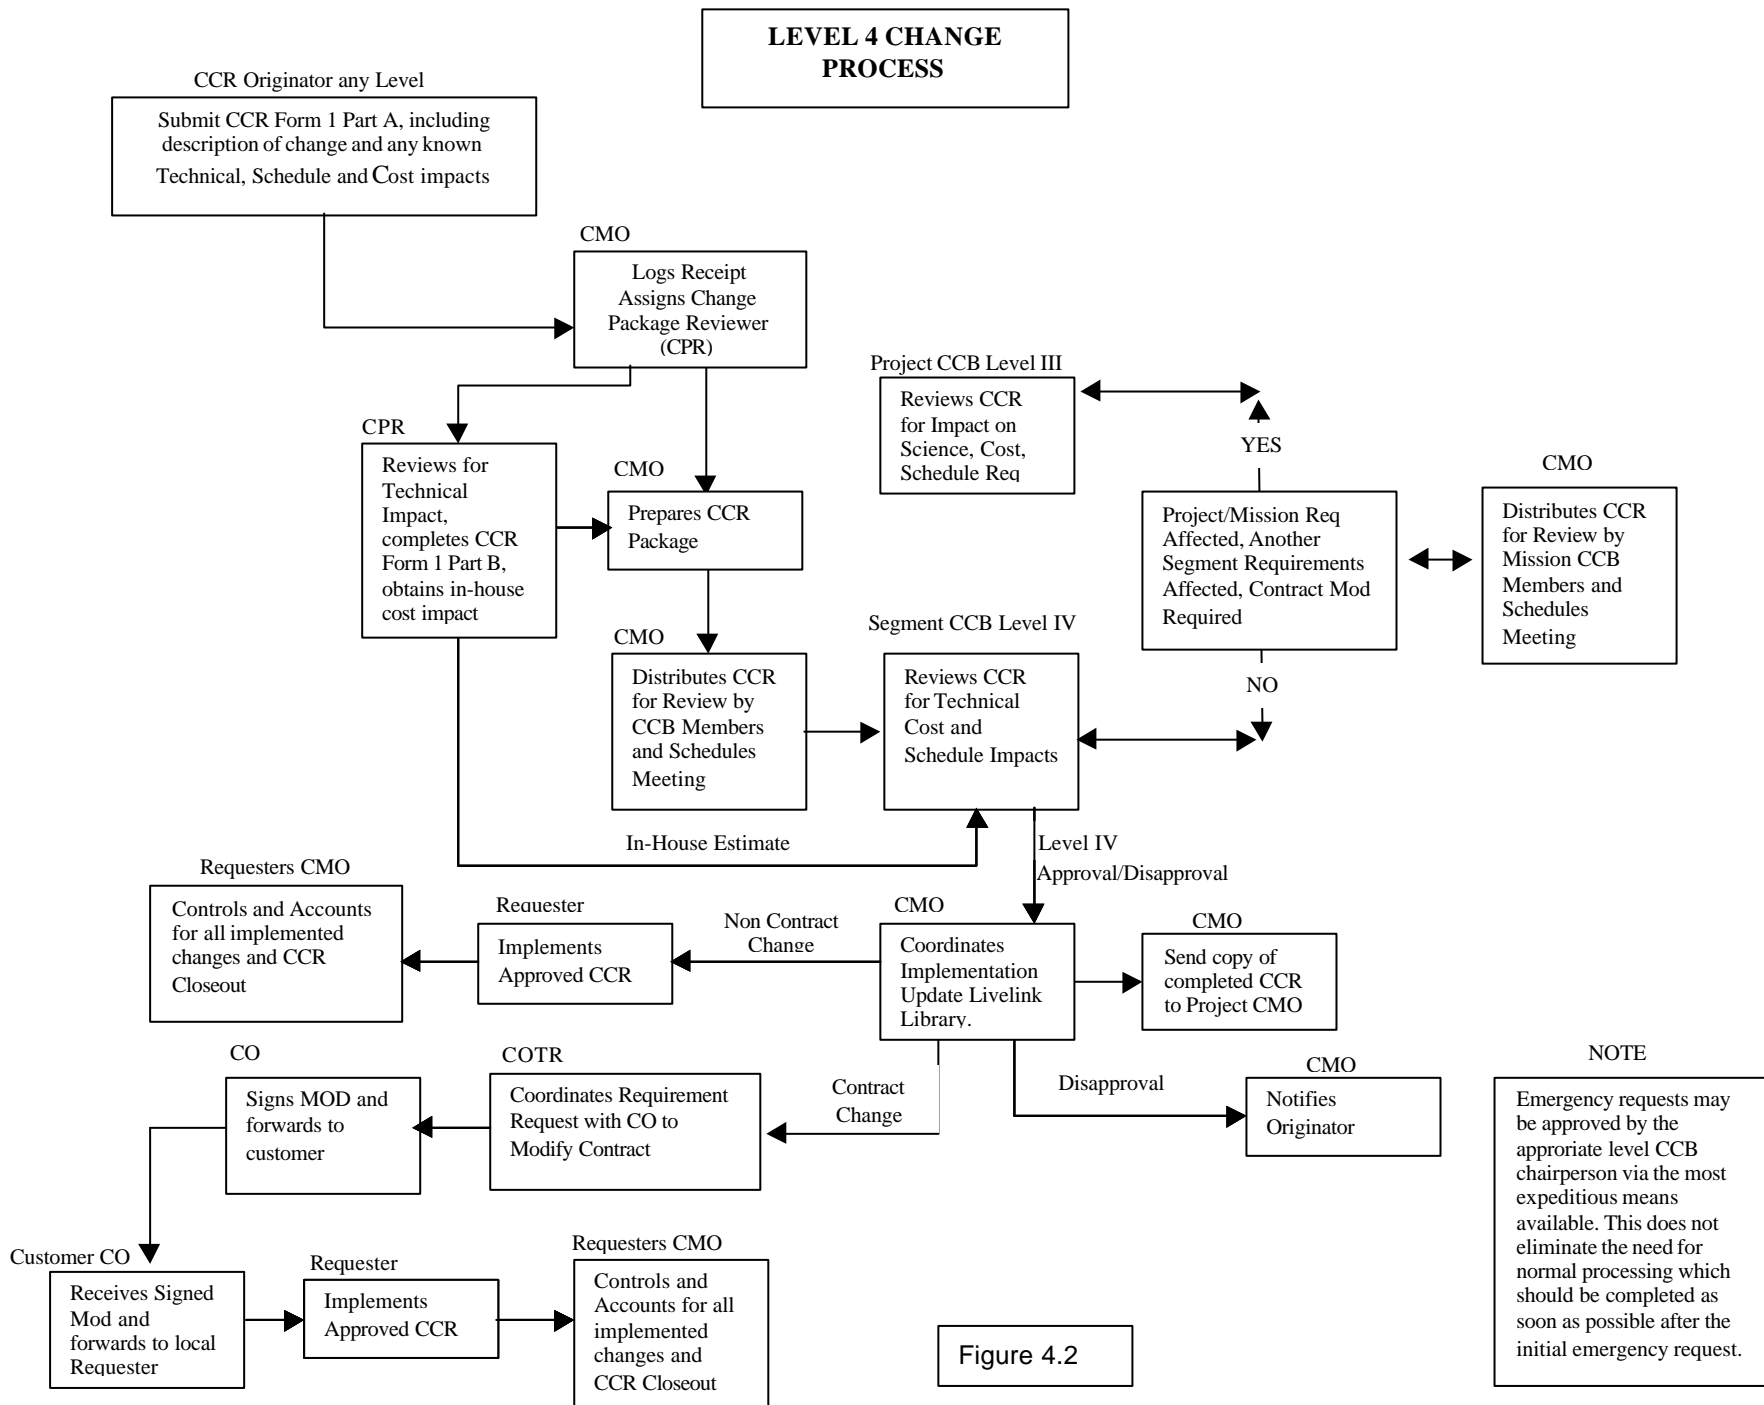 LEVEL 4 CHANGE
PROCESS
CCR Originator any Level
Submit CCR Form 1 Part A, including
description of change and any known
Technical, Schedule and Cost impacts
CMO
Logs Receipt
Assigns Change
Package Reviewer
(CPR)
Project CCB Level III
Reviews CCR
for Impact on
Science, Cost,
Schedule Req
YES
CPR
Reviews for
Technical
Impact,
completes CCR
Form 1 Part B,
obtains in-house
cost impact
CMO
Prepares CCR
Package
Project/Mission Req
Affected, Another
Segment Requirements
Affected, Contract Mod
Required
CMO
Distributes CCR
for Review by
Mission CCB
Members and
Schedules
Meeting
NO
CMO
Distributes CCR
for Review by
CCB Members
and Schedules
Meeting
Segment CCB Level IV
Reviews CCR
for Technical
Cost and
Schedule Impacts
In-House Estimate
Level IV
Approval/Disapproval
Requesters CMO
Controls and Accounts
for all implemented
changes and CCR
Closeout
Requester
Implements
Approved CCR
Non Contract
Change
CMO
Coordinates
Implementation
Update Livelink
Library.
CMO
Send copy of
completed CCR
to Project CMO
CO
Signs MOD and
forwards to
customer
COTR
Coordinates Requirement
Request with CO to
Modify Contract
Contract
Change
Disapproval
CMO
Notifies
Originator
NOTE
Emergency requests may
be approved by the
approriate level CCB
chairperson via the most
expeditious means
available. This does not
eliminate the need for
normal processing which
should be completed as
soon as possible after the
initial emergency request.
Customer CO
Receives Signed
Mod and
forwards to local
Requester
Requester
Implements
Approved CCR
Requesters CMO
Controls and
Accounts for all
implemented
changes and
CCR Closeout
Figure 4.2